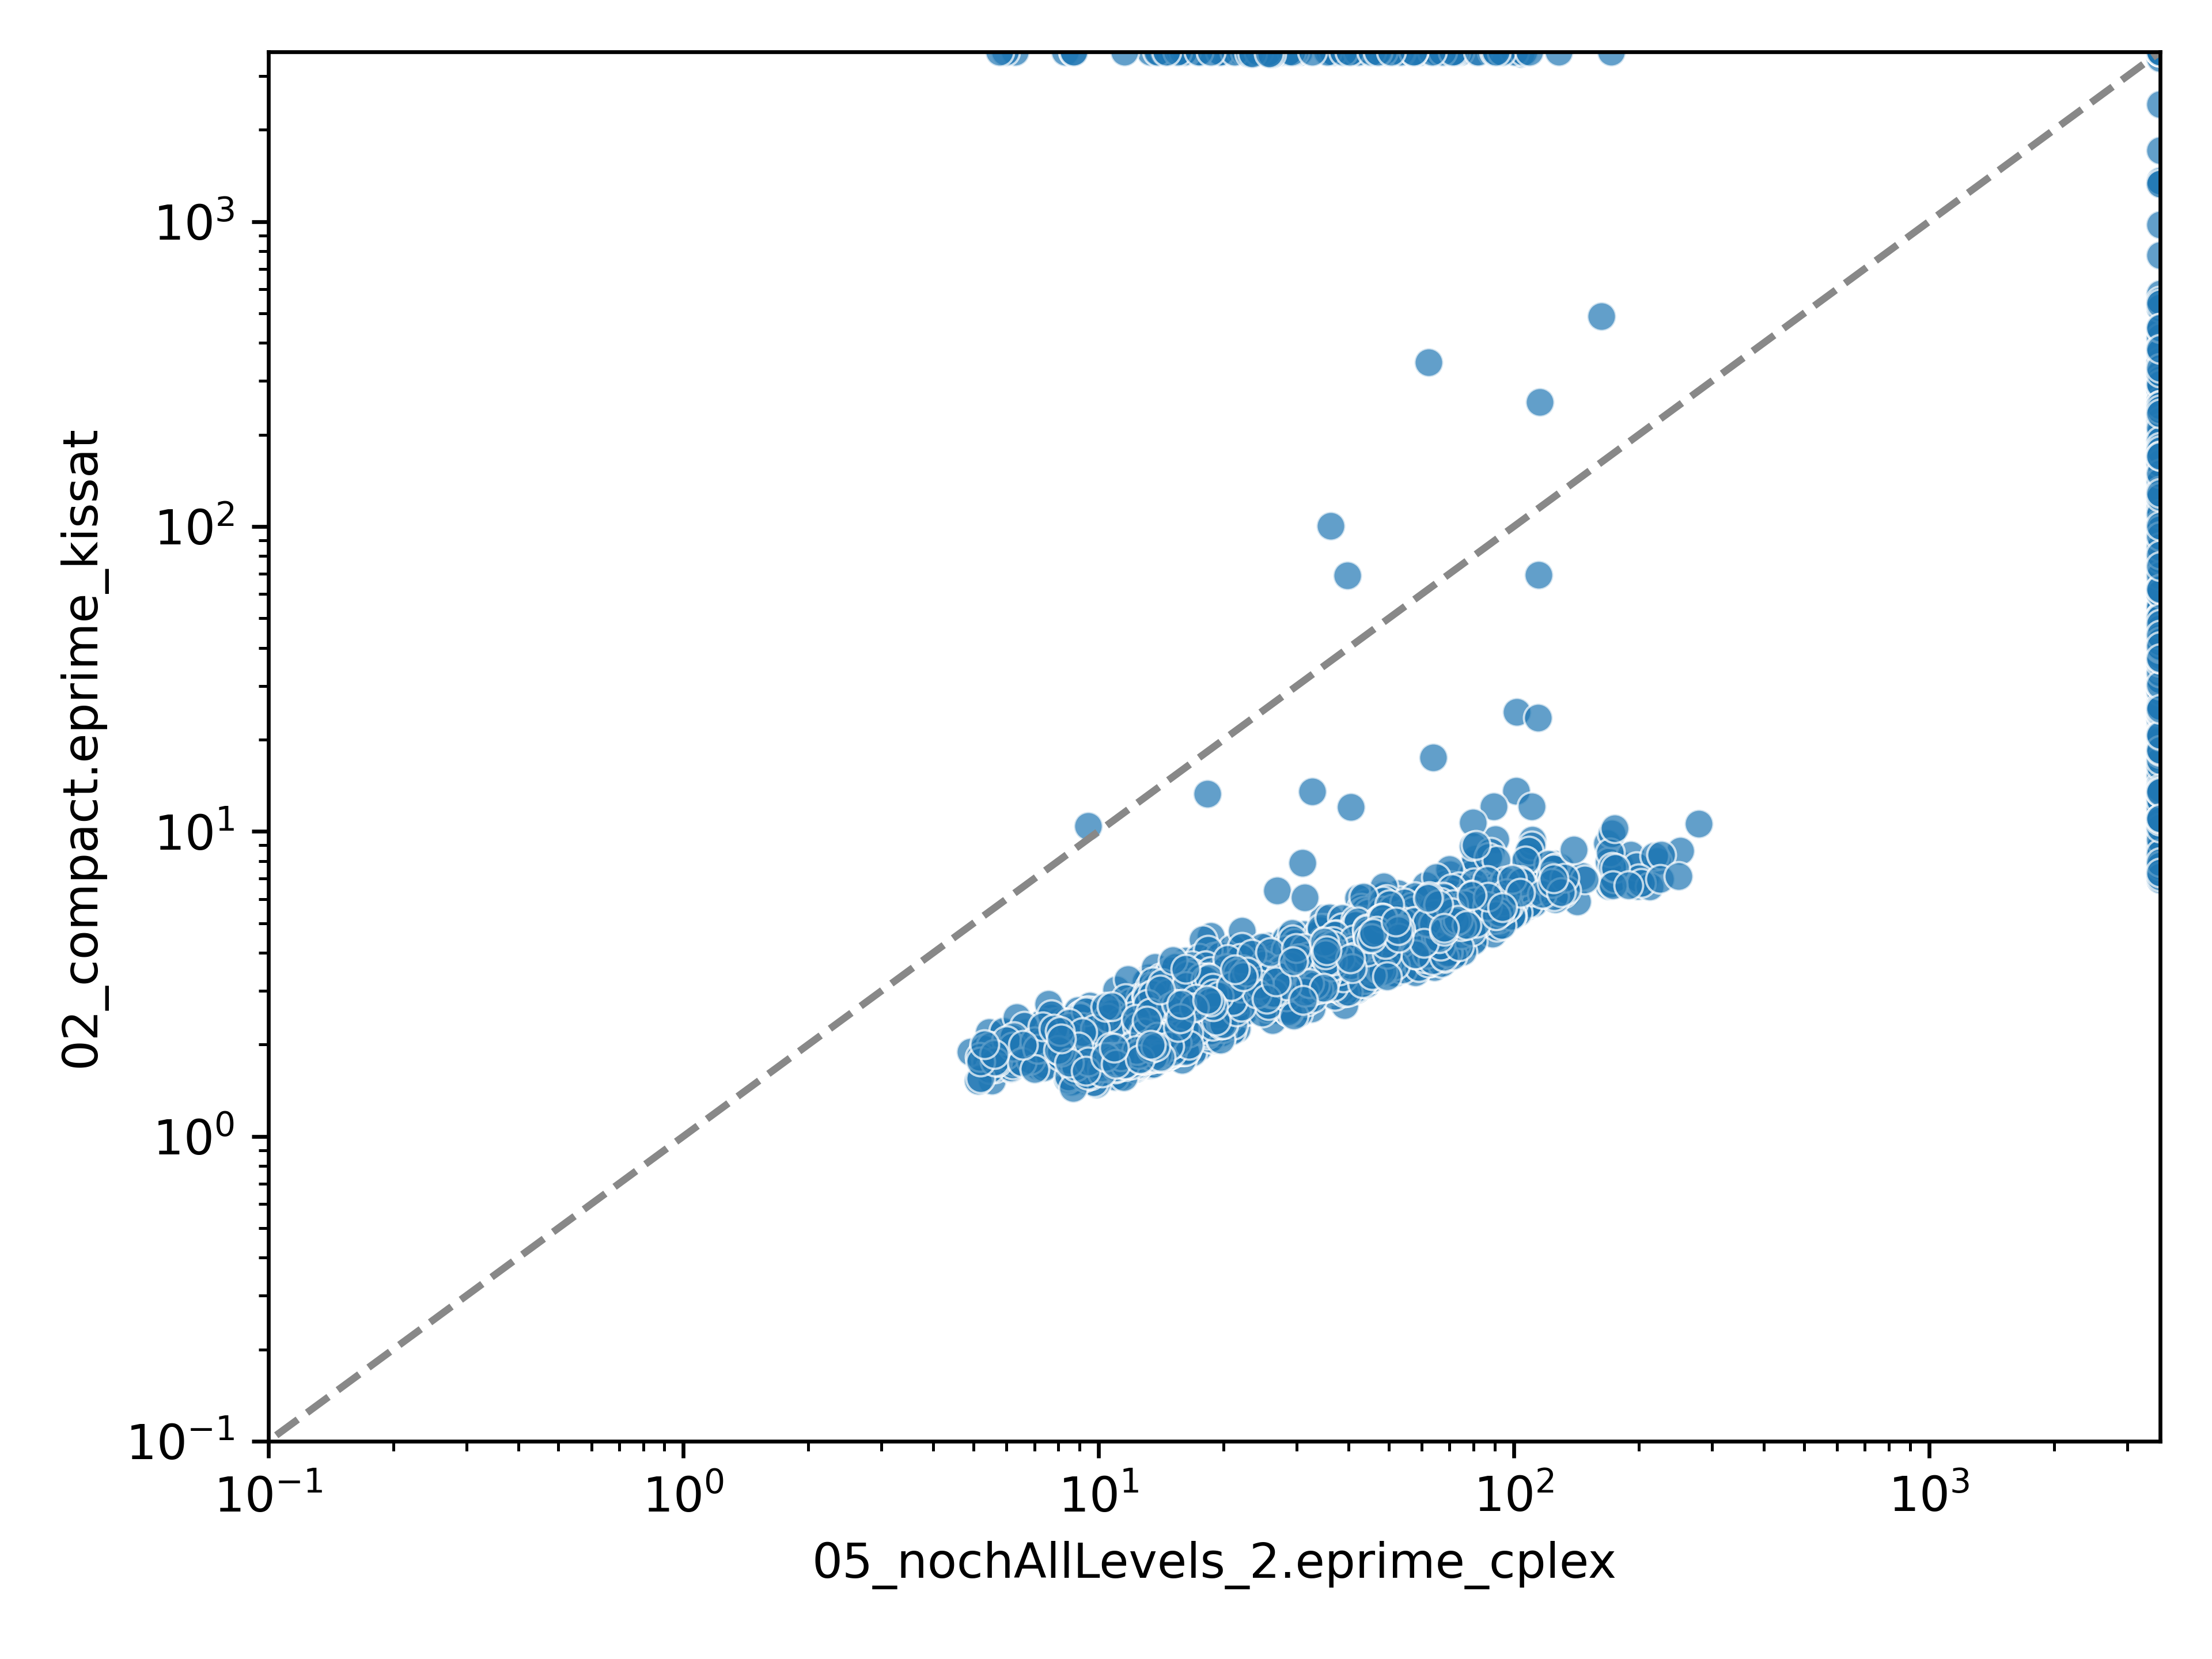 10³
10²
10¹
10⁰
10⁻¹
02_compact.eprime_kissat
10⁻¹ 10⁰ 10¹ 10² 10³
05_nochAllLevels_2.eprime_cplex